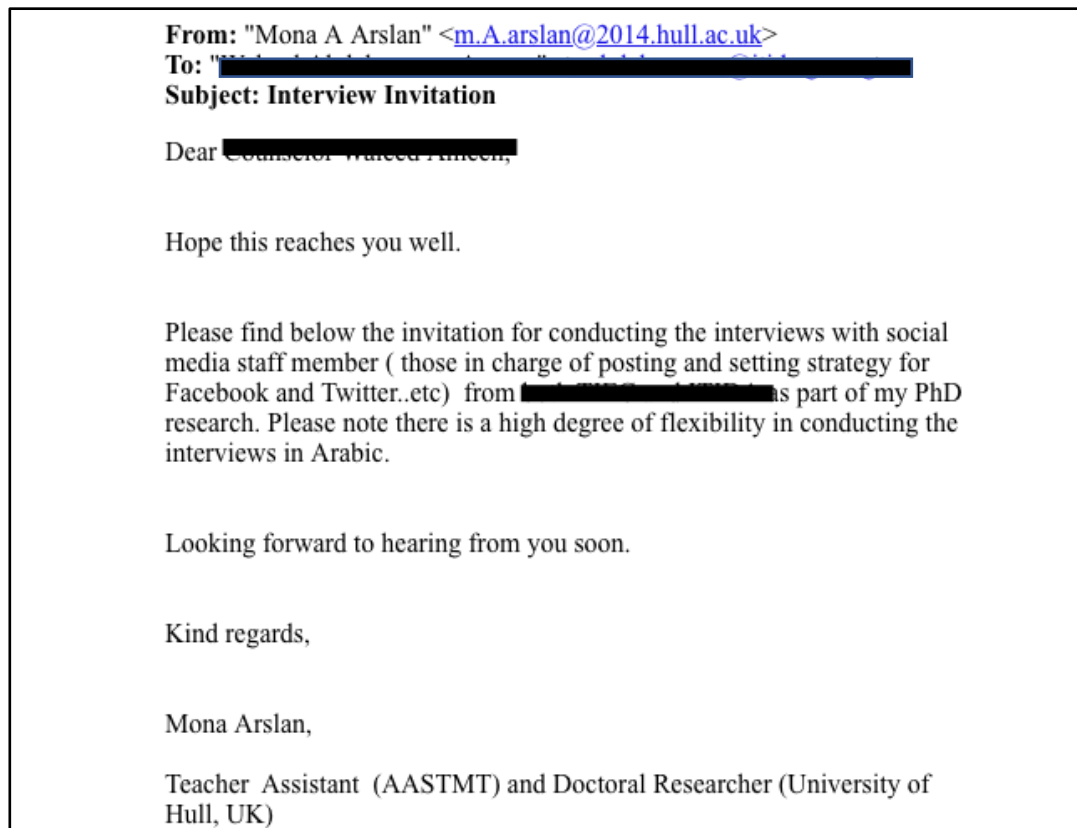 From: "Mona A Arslan" <m.A.arslan@2014.hull.ac.uk>
To:
Subject: Interview Invitation
Dear
Hope this reaches you well.
Please find below the invitation for conducting the interviews with social
media staff member ( those in charge of posting and setting strategy for
Facebook and Twitter..etc)  from as part of my PhD
research. Please note there is a high degree of flexibility in conducting the
interviews in Arabic.
Looking forward to hearing from you soon.
Kind regards,
Mona Arslan,
Teacher  Assistant  (AASTMT) and Doctoral Researcher (University of
Hull, UK)